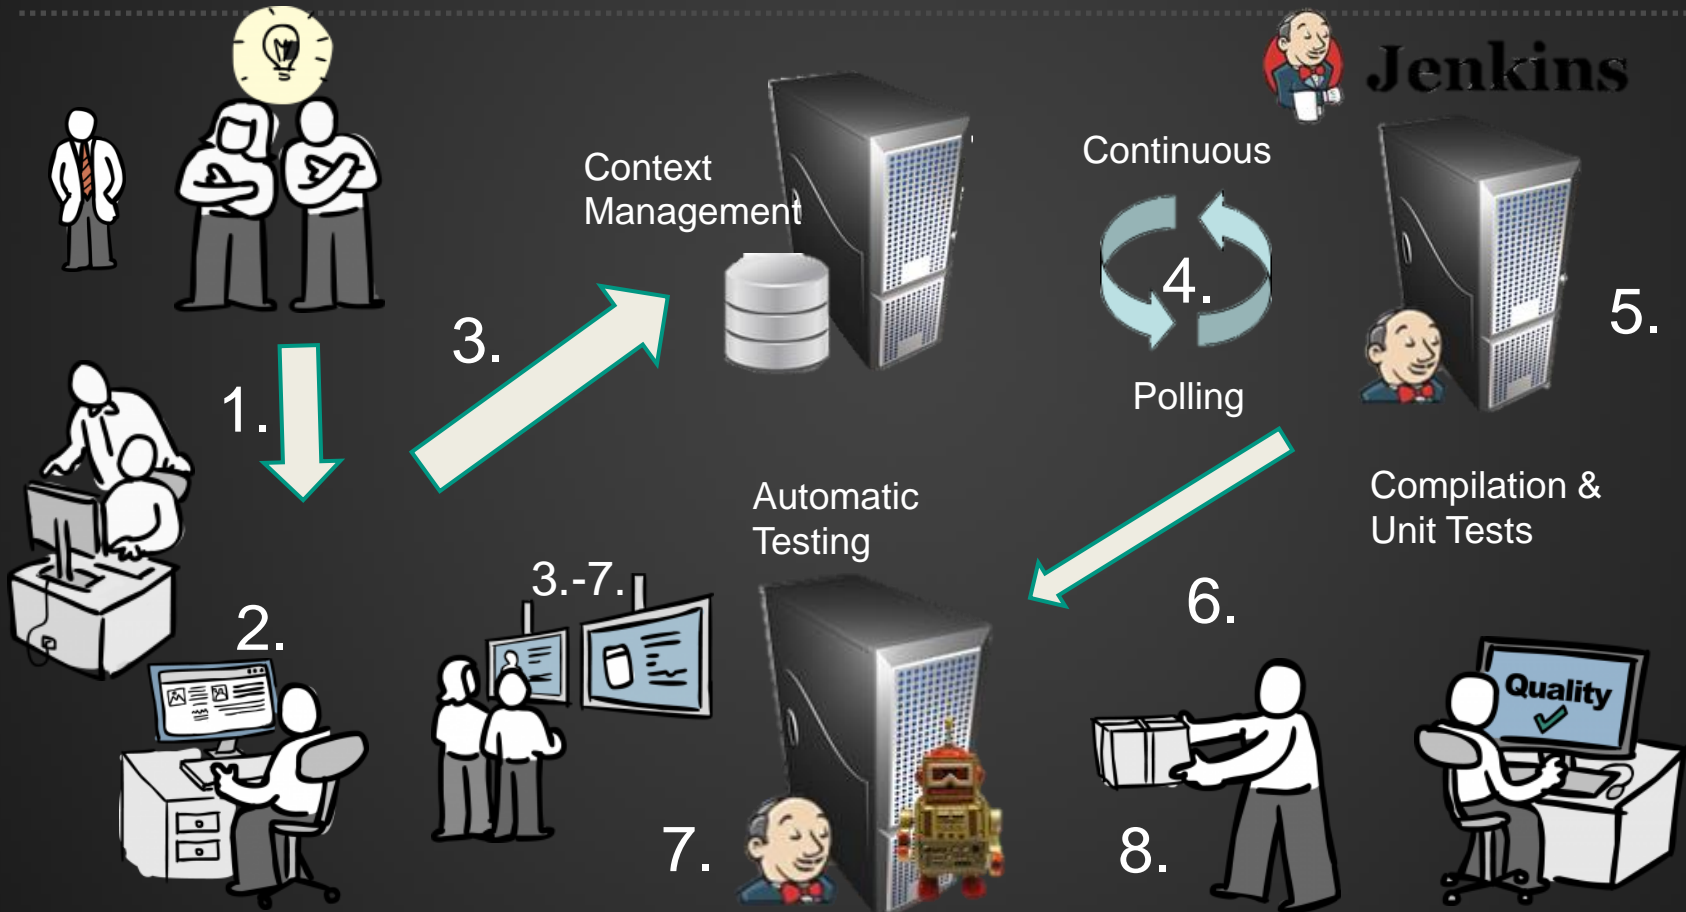 Jenkins
Context
Management
Continuous
4.
Polling
3.
5.
1.
Compilation &
Unit Tests
Automatic
Testing
3.-7.
6.
2.
Quality
7.
8.